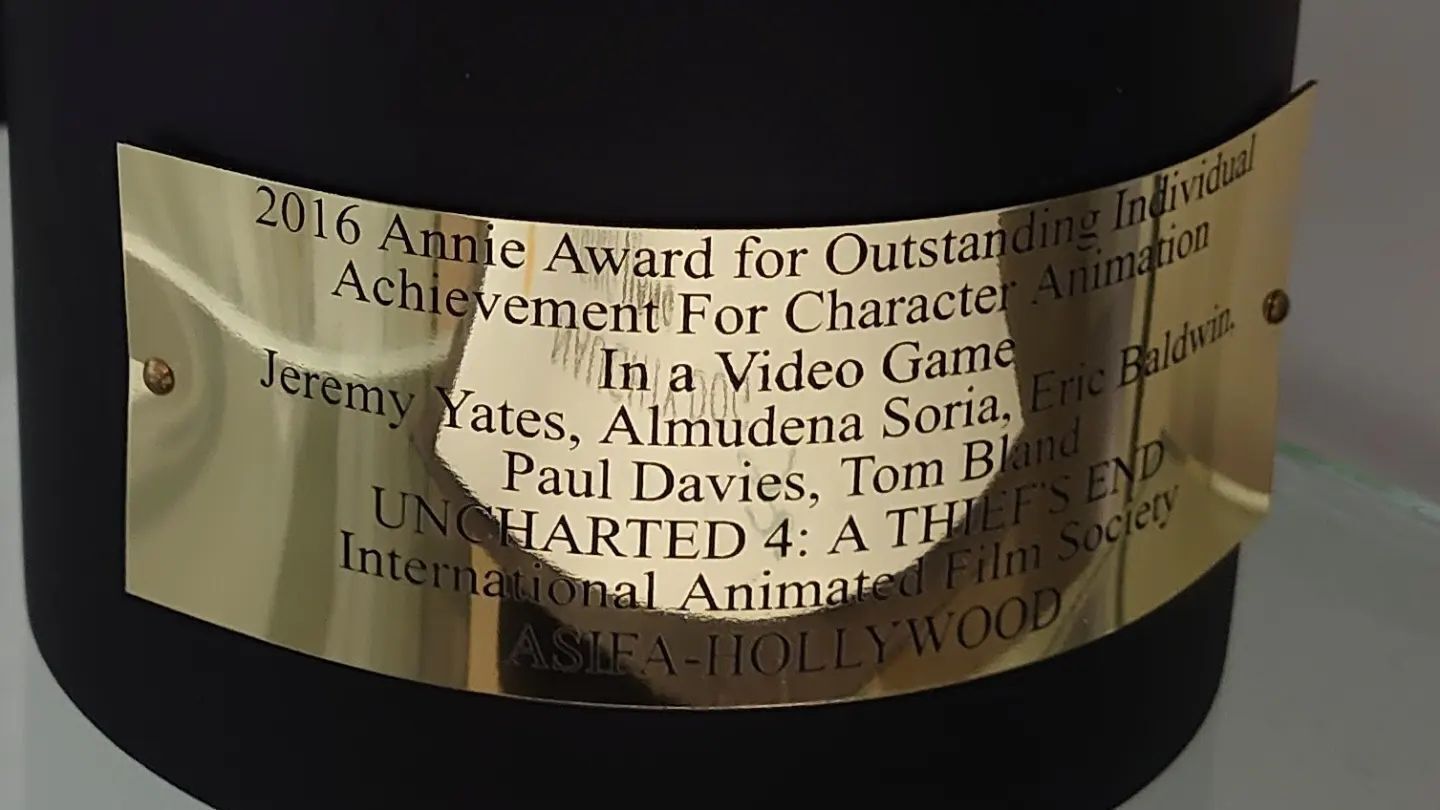 2016 Annie Award for Outstanding Individual
Achievement For Character Animation
In a Video Game
Jeremy Yates, Almudena Soria, Eric Baldwin,
Paul Davies, Tom Bland
UNCHARTED 4: A THIEF'S END
International Animated Film Society
ASIFA-HOLLYWOOD